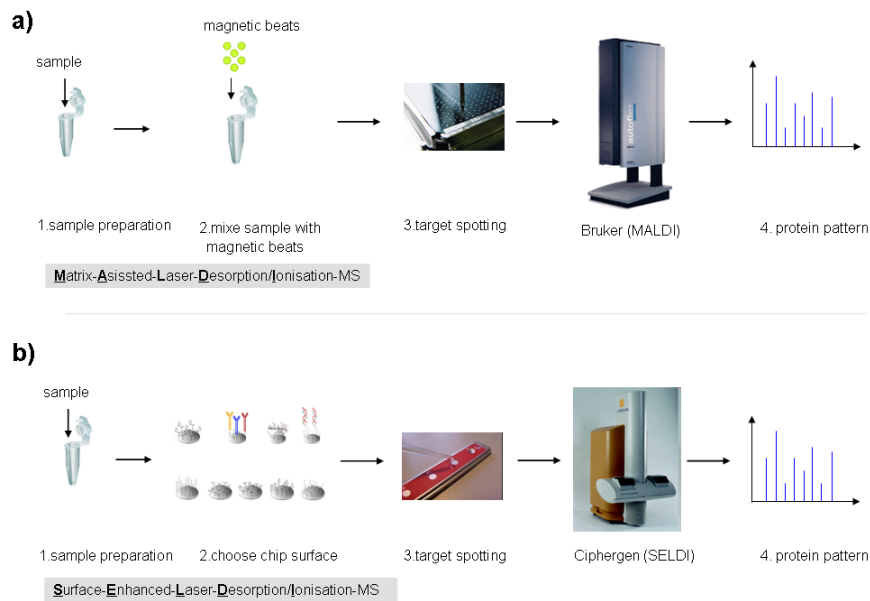 a)
magnetic beats
sample
autoflex
1.sample preparation
2.mixe sample with
magnetic beats
3.target spotting
Bruker (MALDI)
4. protein pattern
Matrix-Asissted-Laser-Desorption/Ionisation-MS
b)
sample
1.sample preparation
2.choose chip surface
3.target spotting
Ciphergen (SELDI)
4. protein pattern
Surface-Enhanced-Laser-Desorption/Ionisation-MS